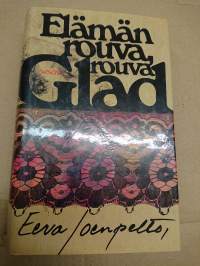 Elämän
rouva,
rouva
Glad
Eeva Joenpelto,